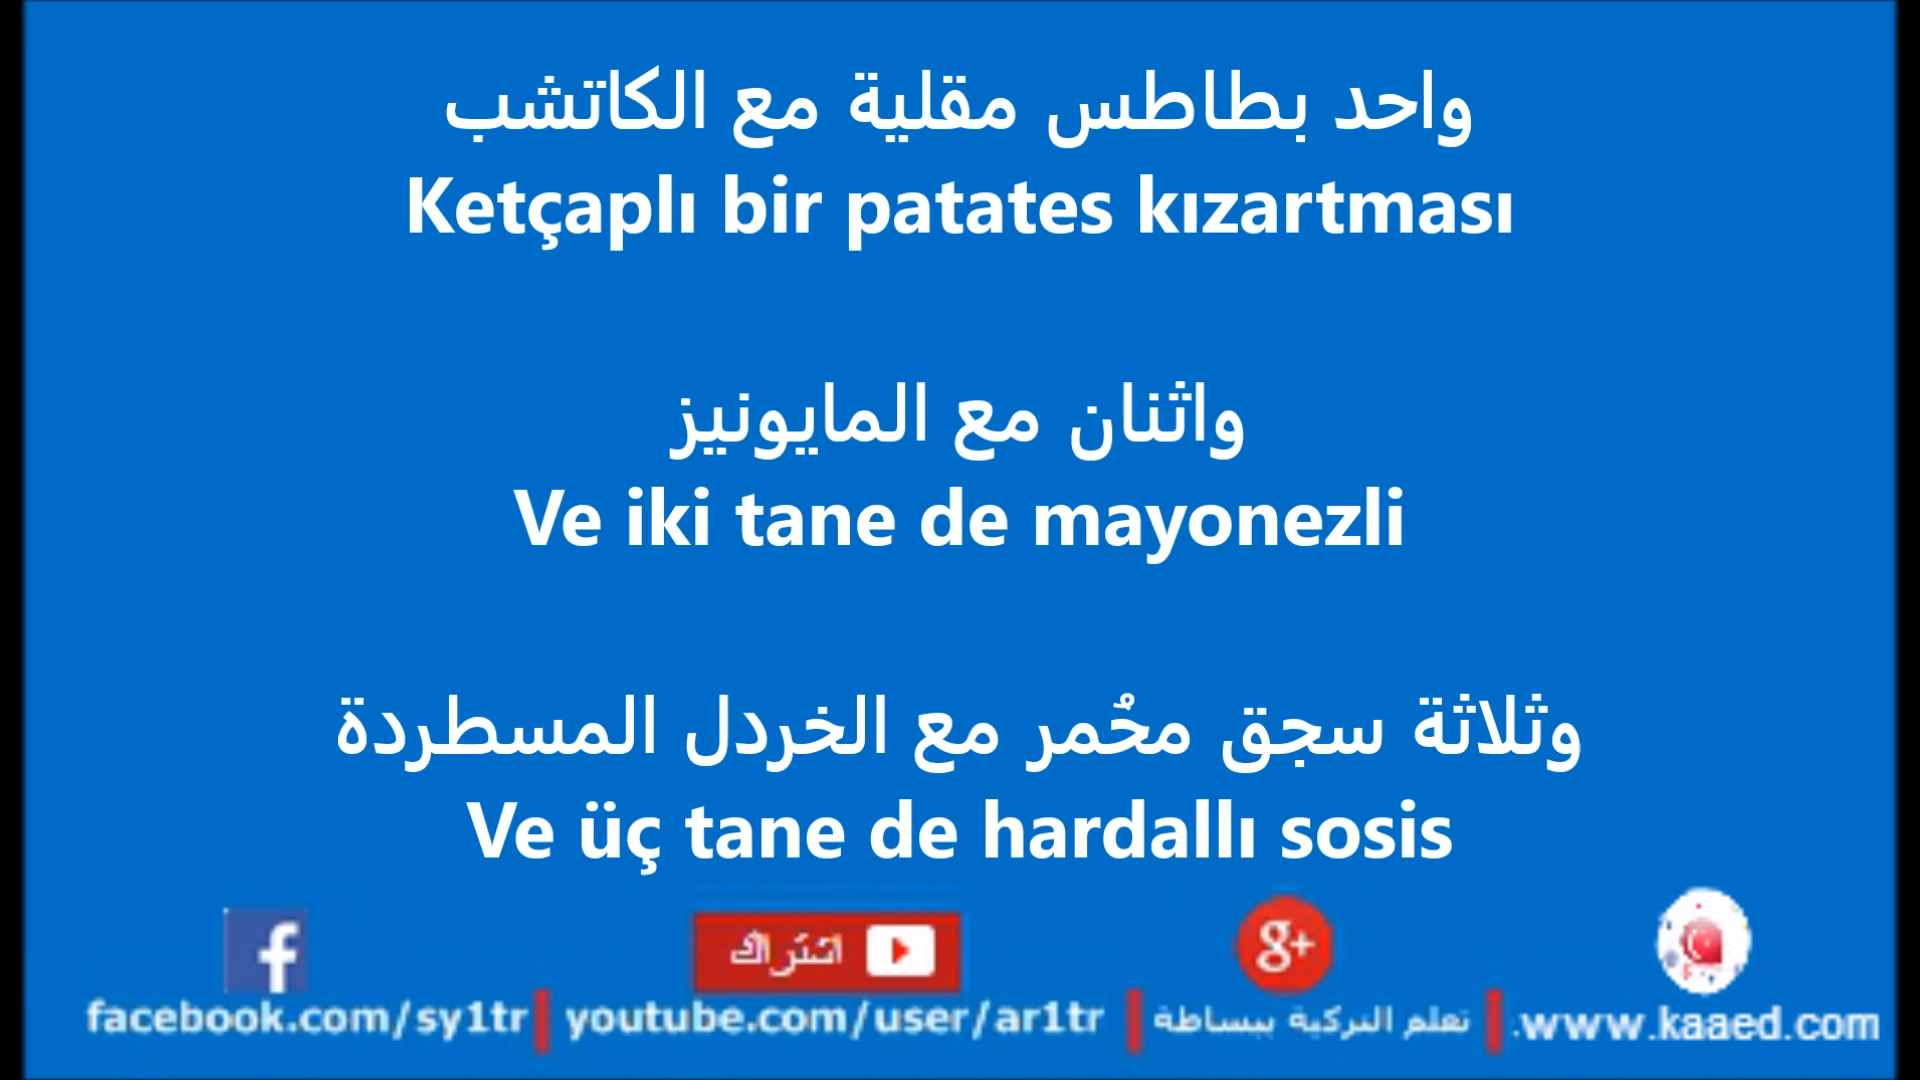 واحد بطاطس مقلية مع الكاتشب
Ketçaplı bir patates kızartması
واثنان مع المايونيز
Ve iki tane de mayonezli
وثلاثة سجق محُمر مع الخردل المسطردة
Ve üç tane de hardallı sosis
f
اشتراك
g+
facebook.com/sy1tr
youtube.com/user/ar1tr
تعلم التركية ببساطة
.www.kaaed.com